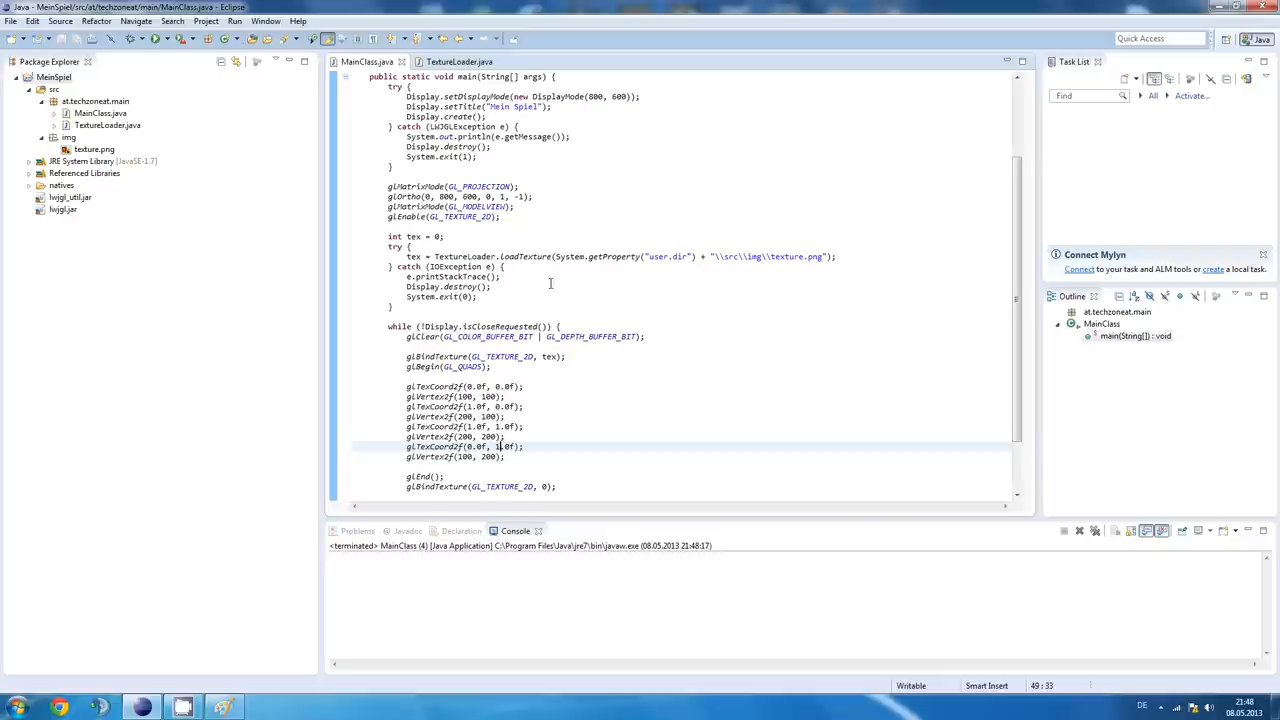 Java - MeinSpiel/src/at/techzoneat/main/MainClass.java - Eclipse
File Edit Source Refactor Navigate Search Project Run Window Help
Quick Access
Java
Package Explorer
MeinSpiel
src
at.techzoneat.main
MainClass.java
TextureLoader.java
img
texture.png
JRE System Library [JavaSE-1.7]
Referenced Libraries
natives
lwjgl_util.jar
lwjgl.jar
MainClass.java
TextureLoader.java
public static void main(String[] args) {
try {
Display.setDisplayMode(new DisplayMode(800, 600));
Display.setTitle("Mein Spiel");
Display.create();
} catch (LWJGLException e) {
System.out.println(e.getMessage());
Display.destroy();
System.exit(1);
}
glMatrixMode(GL_PROJECTION);
glOrtho(0, 800, 600, 0, 1, -1);
glMatrixMode(GL_MODELVIEW);
glEnable(GL_TEXTURE_2D);
int tex = 0;
try {
tex = TextureLoader.loadTexture(System.getProperty("user.dir") + "\\src\\img\\texture.png);
} catch (IOException e) {
e.printStackTrace();
Display.destroy();
System.exit(0);
}
while (!Display.isCloseRequested()) {
glClear(GL_COLOR_BUFFER_BIT | GL_DEPTH_BUFFER_BIT);
glBindTexture(GL_TEXTURE_2D, tex);
glBegin(GL_QUADS);
glTexCoord2f(0.0f, 0.0f);
glVertex2f(100, 100);
glTexCoord2f(1.0f, 0.0f);
glVertex2f(200, 100);
glTexCoord2f(1.0f, 1.0f);
glVertex2f(200, 200);
glTexCoord2f(0.0f, 1.0f);
glVertex2f(100, 200);
glEnd();
glBindTexture(GL_TEXTURE_2D, 0);
Task List
Find
All
Activate...
Connect Mylyn
Connect to your task and ALM tools or create a local task.
Outline
at.techzoneat.main
MainClass
main(String[]) : void
Problems Javadoc Declaration Console
<terminated> MainClass (4) [Java Application] C:\Program Files\Java\jre7\bin\javaw.exe (08.05.2013 21:48:17)
Writable
Smart Insert
49 : 33
DE
21:48
08.05.2013